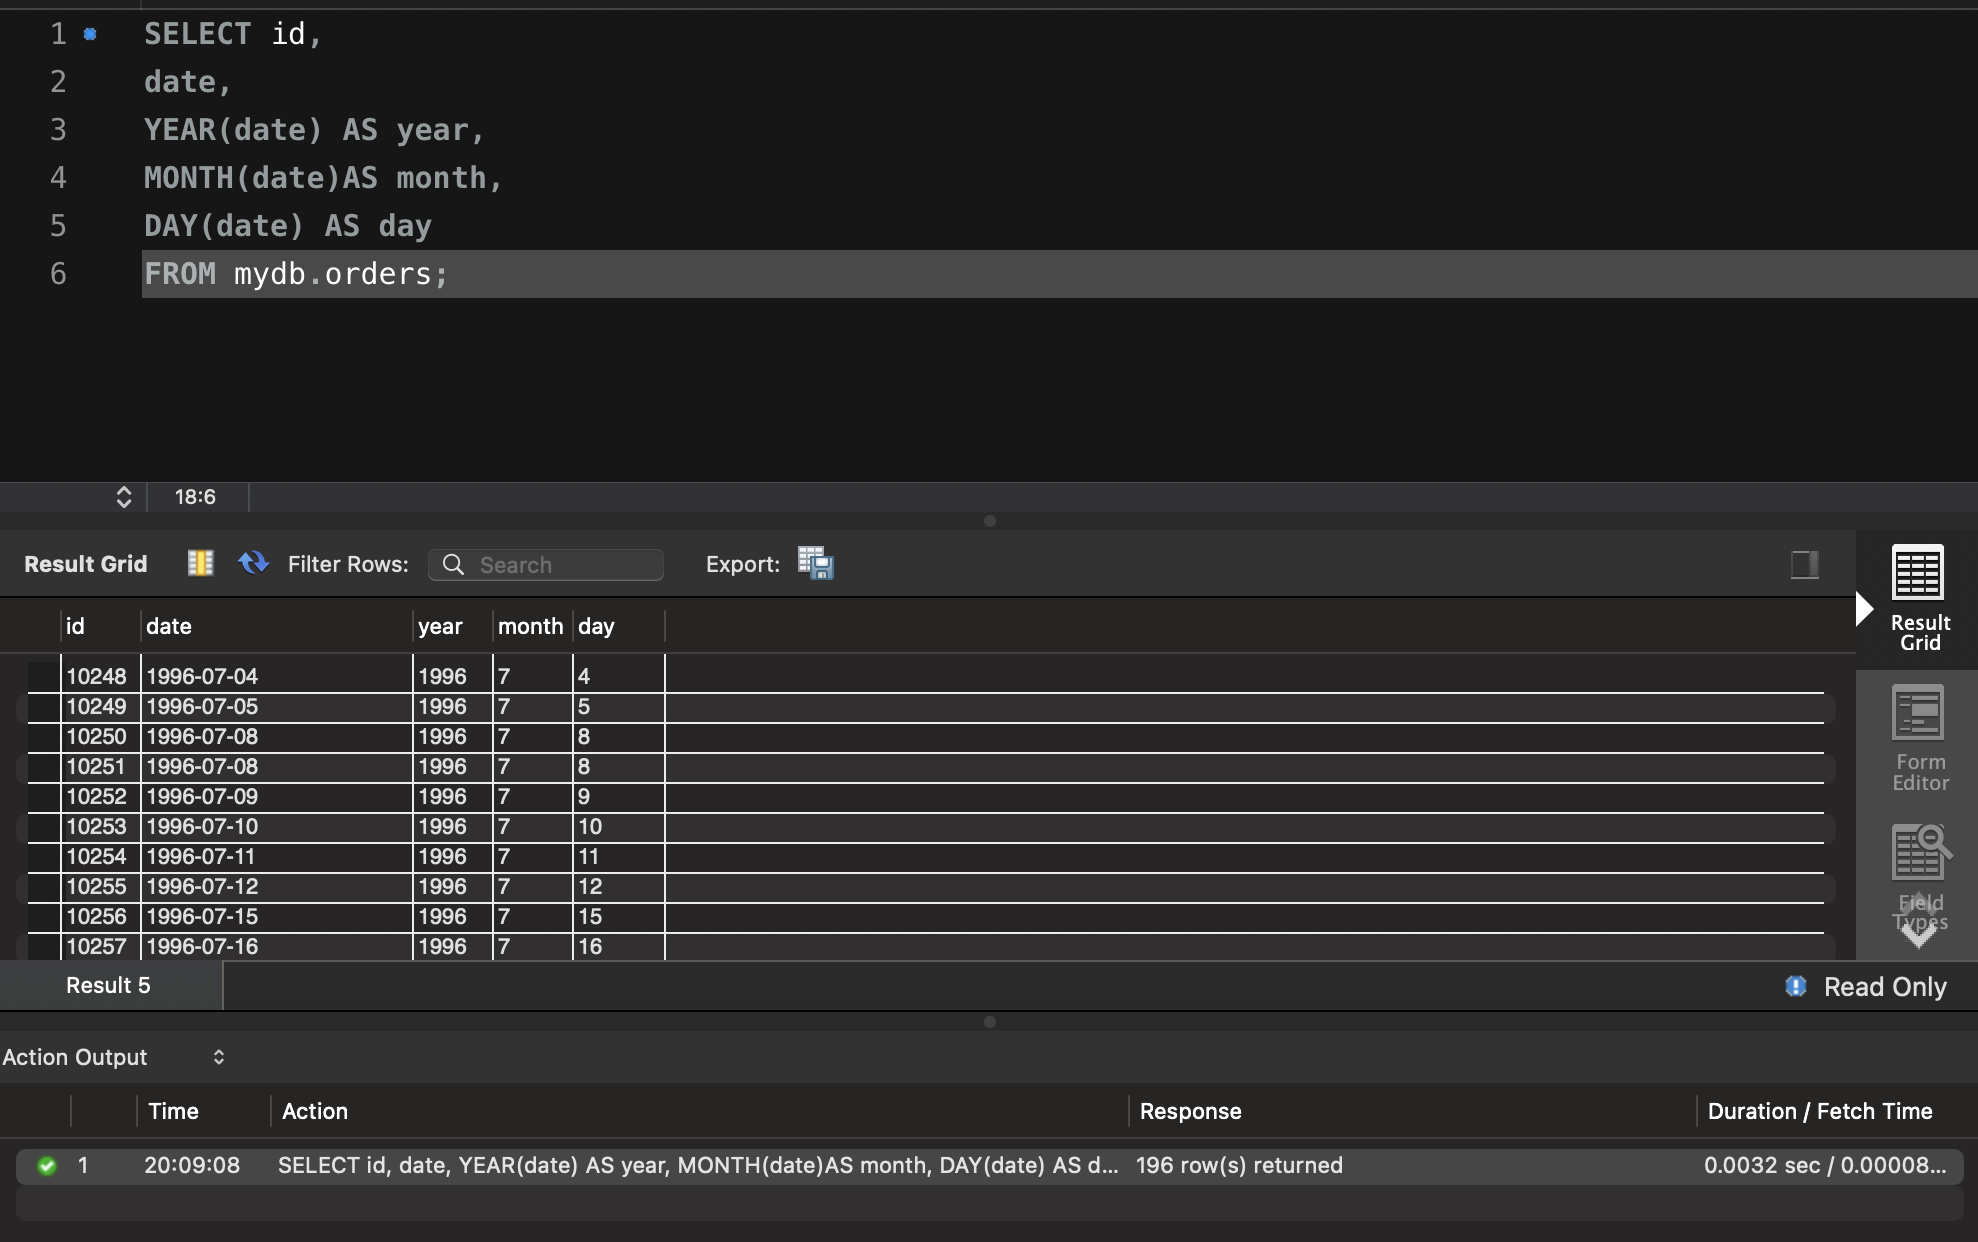 1 SELECT id,
2 date,
3 YEAR(date) AS year,
4 MONTH(date)AS month,
5 DAY(date) AS day
6 FROM mydb.orders;
18:6
Result Grid Filter Rows: Search Export:
id date year month day
10248 1996-07-04 1996 7 4
10249 1996-07-05 1996 7 5
10250 1996-07-08 1996 7 8
10251 1996-07-08 1996 7 8
10252 1996-07-09 1996 7 9
10253 1996-07-10 1996 7 10
10254 1996-07-11 1996 7 11
10255 1996-07-12 1996 7 12
10256 1996-07-15 1996 7 15
10257 1996-07-16 1996 7 16
Result
Grid
Form
Editor
Field
Types
Result 5 Read Only
Action Output
Time Action Response Duration / Fetch Time
1 20:09:08 SELECT id, date, YEAR(date) AS year, MONTH(date)AS month, DAY(date) AS d... 196 row(s) returned 0.0032 sec / 0.00008...